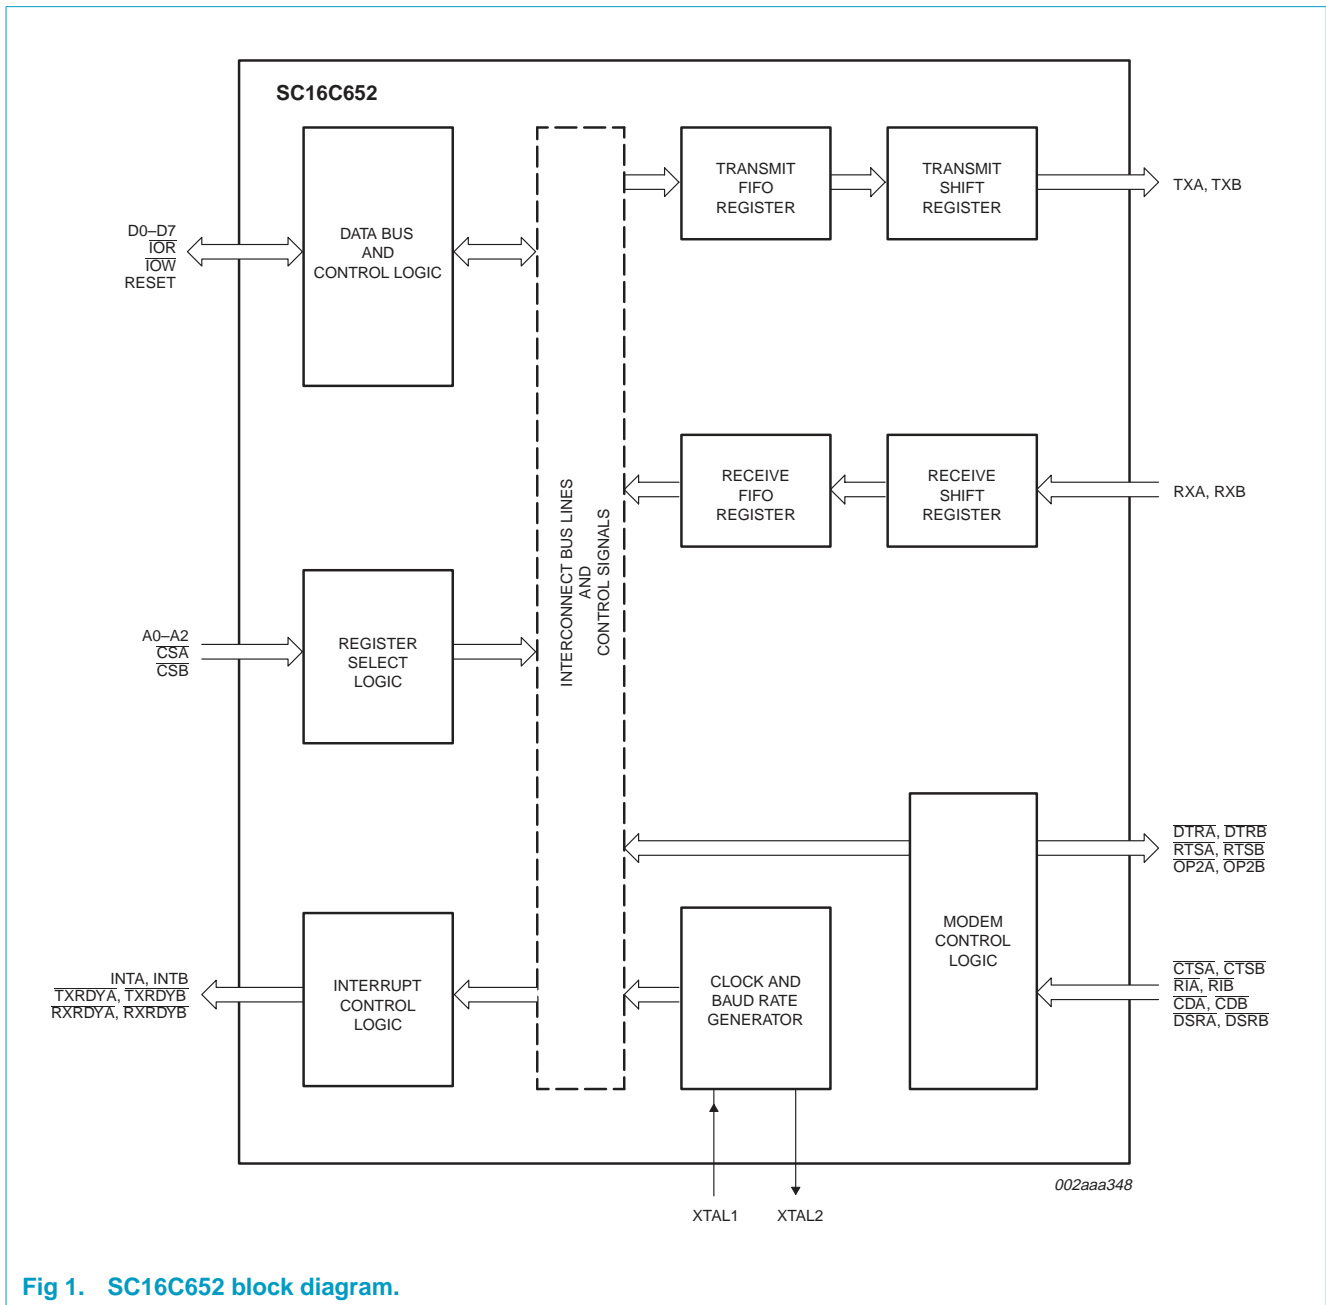 SC16C652
D0–D7
IOR
IOW
RESET
DATA BUS
AND
CONTROL LOGIC
TRANSMIT
FIFO
REGISTER
TRANSMIT
SHIFT
REGISTER
TXA, TXB
RECEIVE
FIFO
REGISTER
RECEIVE
SHIFT
REGISTER
RXA, RXB
INTERCONNECT BUS LINES
AND
CONTROL SIGNALS
A0–A2
CSA
CSB
REGISTER
SELECT
LOGIC
DTRA, DTRB
RTSA, RTSB
OP2A, OP2B
MODEM
CONTROL
LOGIC
CTSA, CTSB
RIA, RIB
CDA, CDB
DSRA, DSRB
INTA, INTB
TXRDYA, TXRDYB
RXRDYA, RXRDYB
INTERRUPT
CONTROL
LOGIC
CLOCK AND
BAUD RATE
GENERATOR
XTAL1 XTAL2
002aaa348
Fig 1. SC16C652 block diagram.